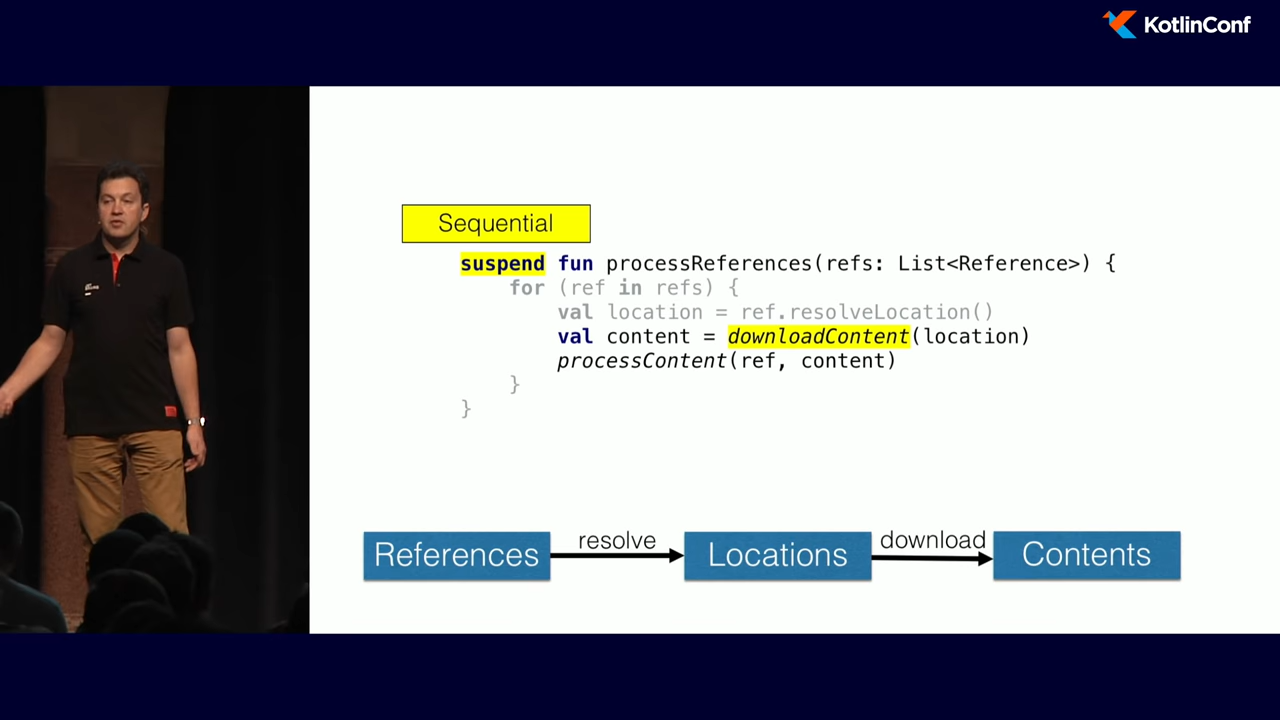 KotlinConf
Sequential
suspend fun processReferences(refs: List<Reference>) {
for (ref in refs) {
val location = ref.resolveLocation()
val content = downloadContent(location)
processContent(ref, content)
}
}
References
resolve
Locations
download
Contents